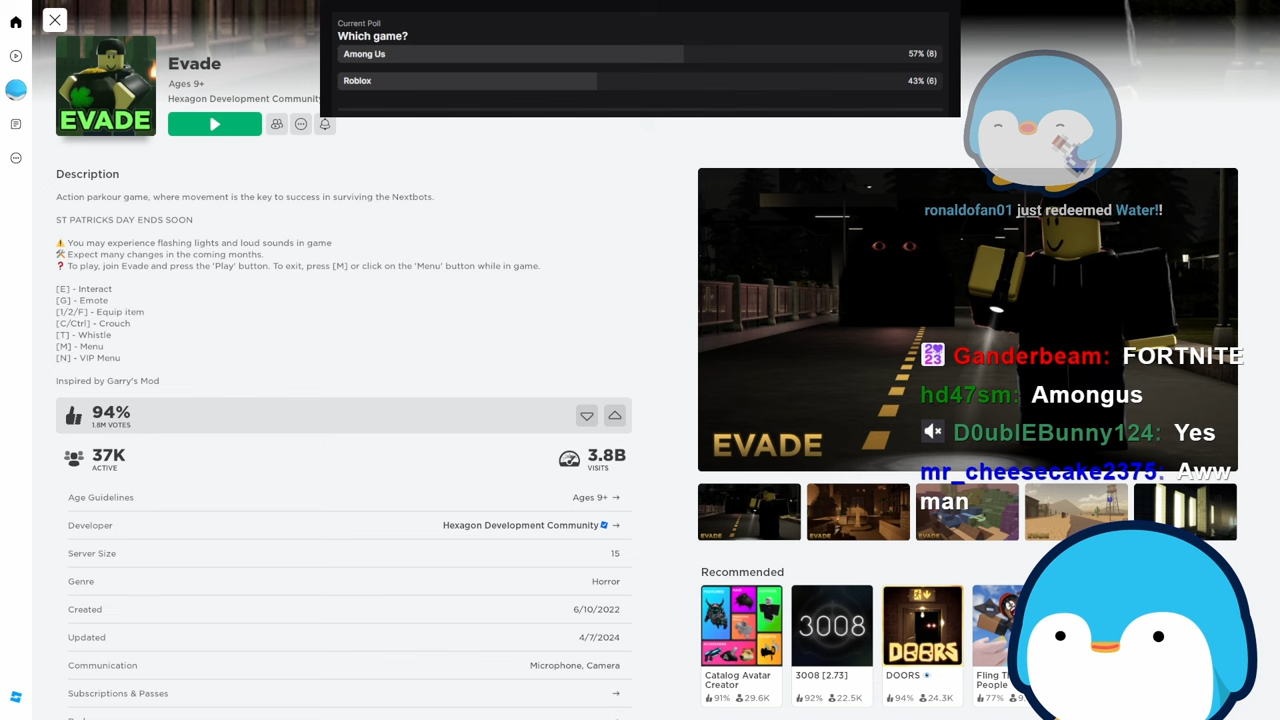 Current Poll
Which game?
Among Us
57% (8)
Roblox
43% (6)
EVADE
Evade
Ages 9+
Hexagon Development Community
Description
Action parkour game, where movement is the key to success in surviving the Nextbots.
ST PATRICKS DAY ENDS SOON
⚠️ You may experience flashing lights and loud sounds in game
🛠️ Expect many changes in the coming months.
❓ To play, join Evade and press the 'Play' button. To exit, press [M] or click on the 'Menu' button while in game.
[E] - Interact
[G] - Emote
[1/2/F] - Equip item
[C/Ctrl] - Crouch
[T] - Whistle
[M] - Menu
[N] - VIP Menu
Inspired by Garry's Mod
94%
1.8M VOTES
37K
ACTIVE
3.8B
VISITS
Age Guidelines
Ages 9+ →
Developer
Hexagon Development Community →
Server Size
15
Genre
Horror
Created
6/10/2022
Updated
4/7/2024
Communication
Microphone, Camera
Subscriptions & Passes
→
ronaldofan01 just redeemed Water!!
2023
Ganderbeam: FORTNITE
hd47sm: Amongus
D0ublEBunny124: Yes
mr_cheesecake2375: Aww
man
EVADE
EVADE
EVADE
Recommended
3008
DOORS
Catalog Avatar
Creator
91% 29.6K
3008 [2.73]
92% 22.5K
DOORS
94% 24.3K
Fling Th
People
77% 9.